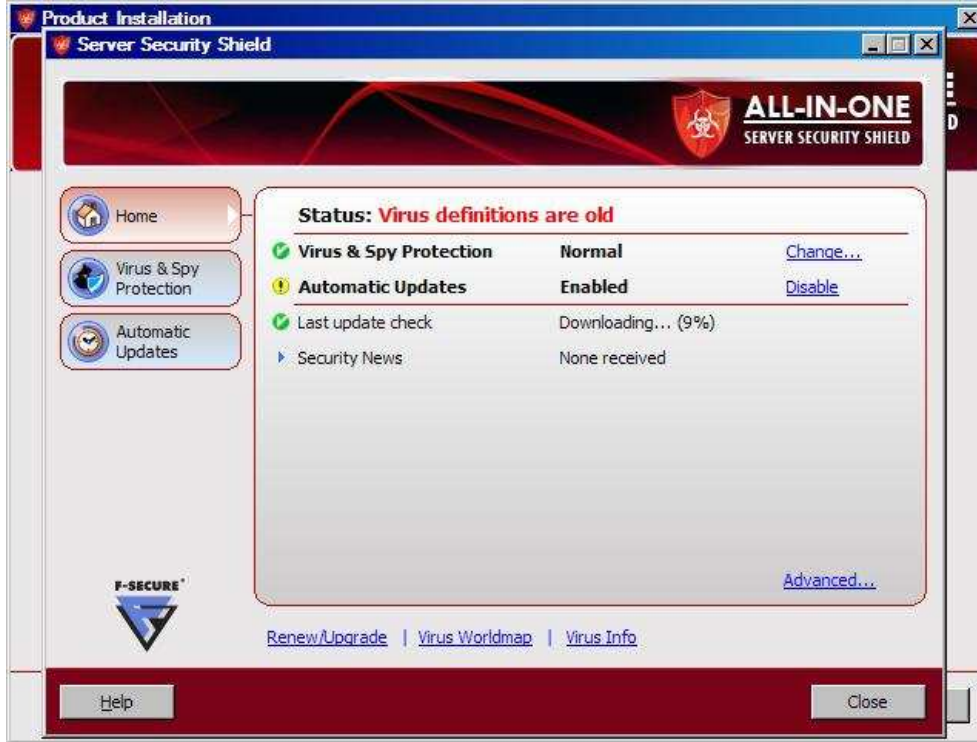 Product Installation
Server Security Shield
ALL-IN-ONE
SERVER SECURITY SHIELD
D
Home
Virus & Spy
Protection
Automatic
Updates
Status: Virus definitions are old
Virus & Spy Protection Normal Change...
Automatic Updates Enabled Disable
Last update check Downloading... (9%)
Security News None received
Advanced...
F-SECURE
Renew/Upgrade | Virus Worldmap | Virus Info
Help Close